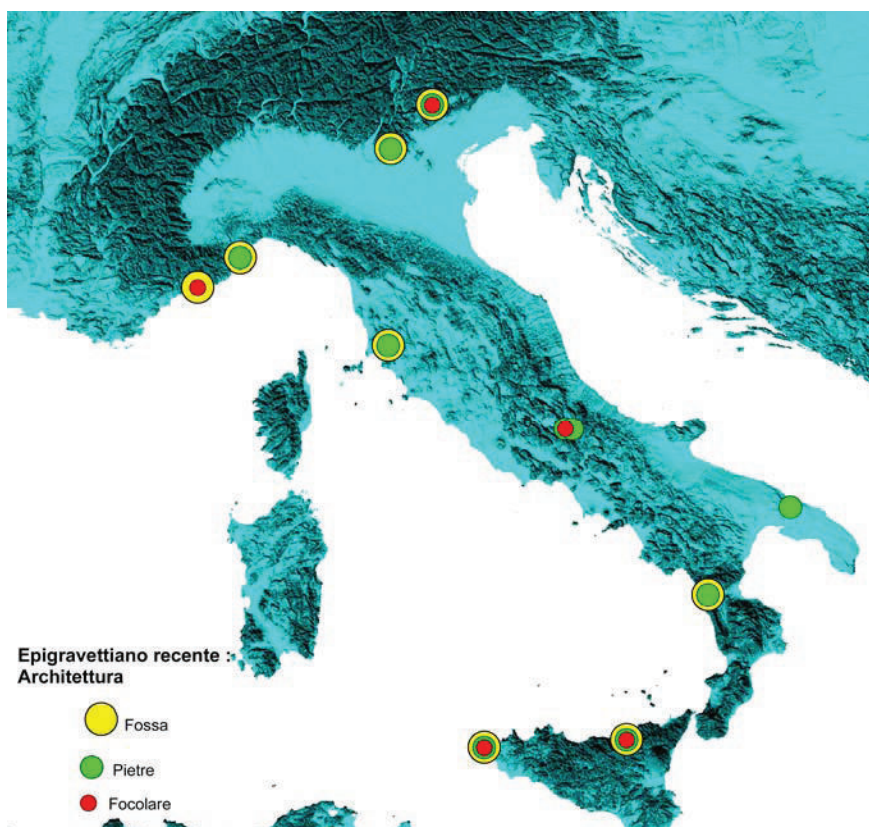 Epigravettiano recente :
Architettura
Fossa
Pietre
Focolare